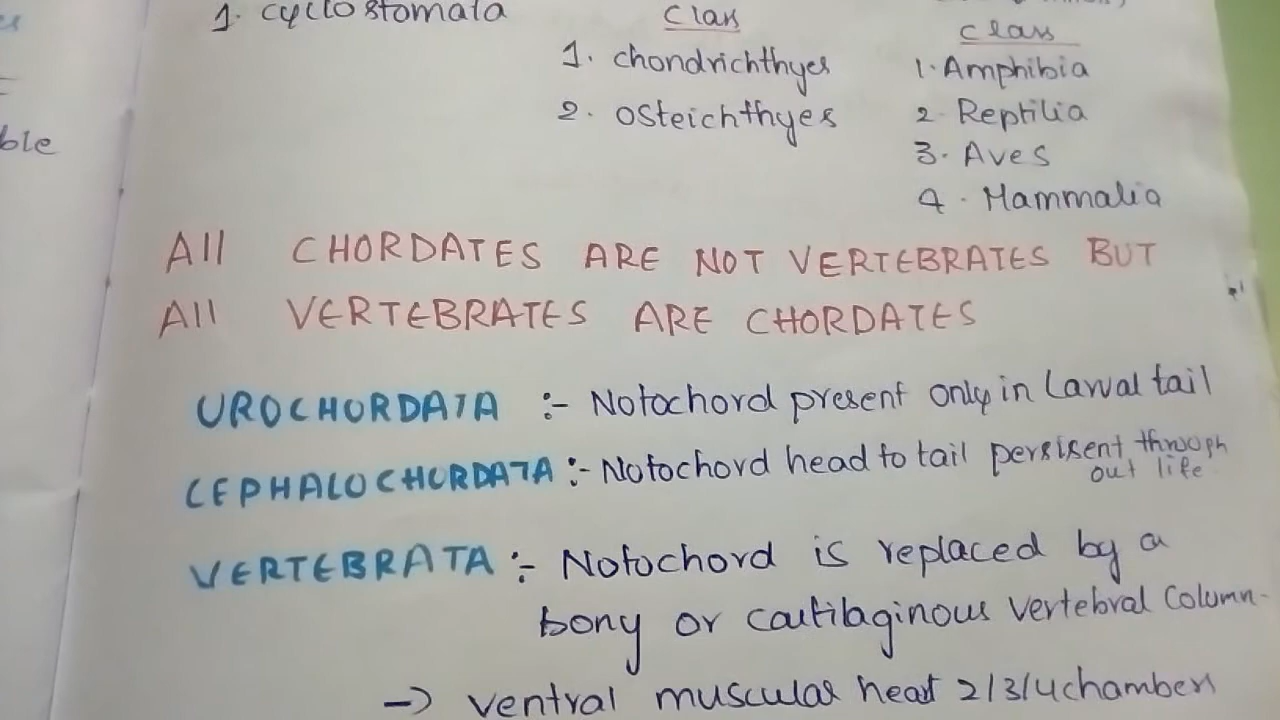 ble
1. cyclostomata
Class
1. chondrichthyes
2. Osteichthyes
class
1. Amphibia
2. Reptilia
3. Aves
4. Mammalia
All CHORDATES ARE NOT VERTEBRATES BUT
All VERTEBRATES ARE CHORDATES
UROCHORDATA :- Notochord present only in larval tail
CEPHALOCHORDATA :- Notochord head to tail persisent throoph
out life
VERTEBRATA :- Notochord is replaced by a
bony or cartilaginous vertebral column-
-> ventral muscular heart 2/3/4 chambers